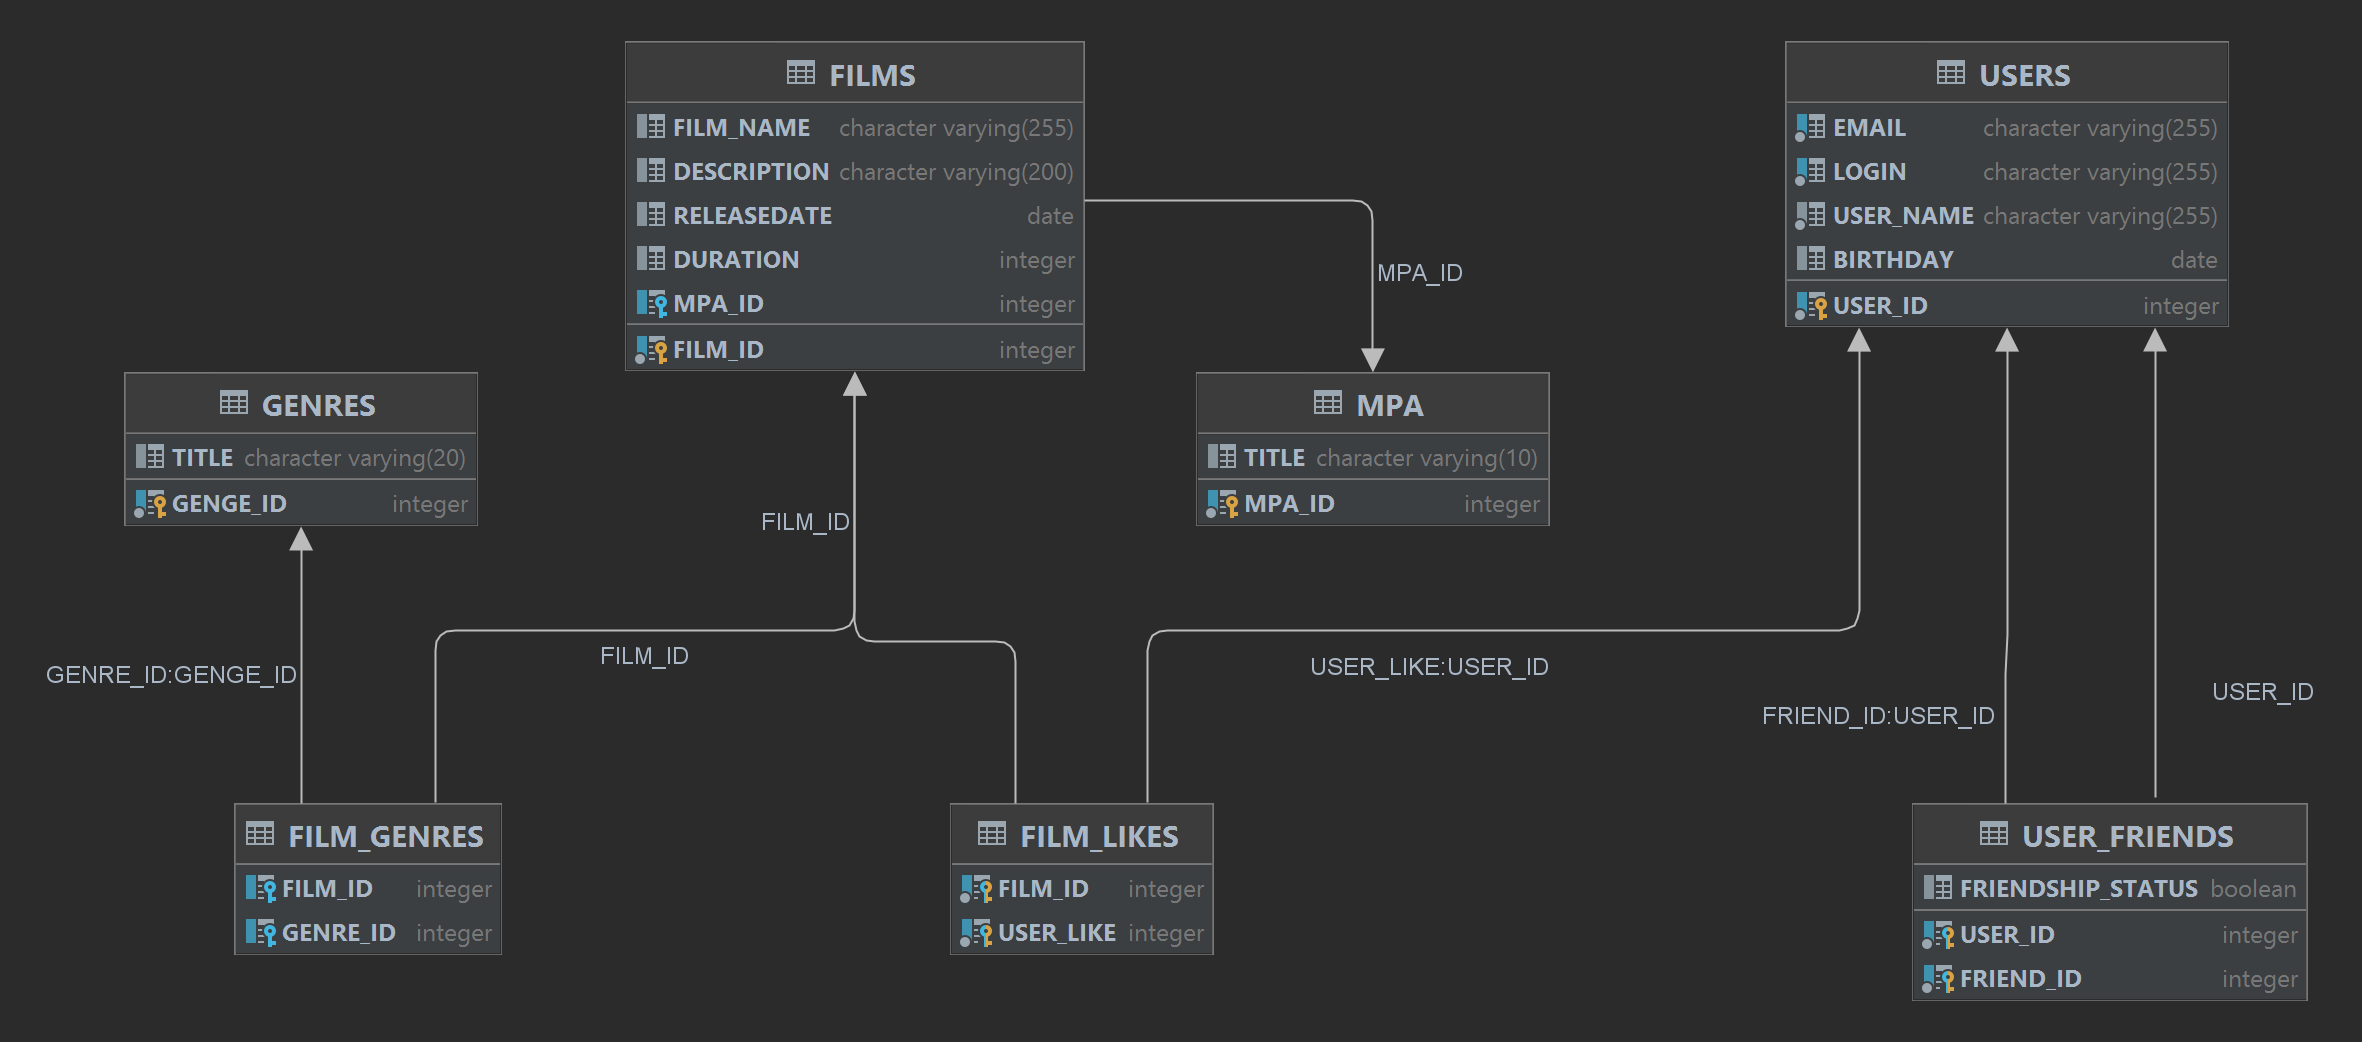 FILMS
FILM_NAME character varying(255)
DESCRIPTION character varying(200)
RELEASEDATE date
DURATION integer
MPA_ID integer
FILM_ID integer
USERS
EMAIL character varying(255)
LOGIN character varying(255)
USER_NAME character varying(255)
BIRTHDAY date
USER_ID integer
MPA_ID
GENRES
TITLE character varying(20)
GENGE_ID integer
MPA
TITLE character varying(10)
MPA_ID integer
FILM_ID
FILM_ID
GENRE_ID:GENGE_ID
USER_LIKE:USER_ID
FRIEND_ID:USER_ID
USER_ID
FILM_GENRES
FILM_ID integer
GENRE_ID integer
FILM_LIKES
FILM_ID integer
USER_LIKE integer
USER_FRIENDS
FRIENDSHIP_STATUS boolean
USER_ID integer
FRIEND_ID integer